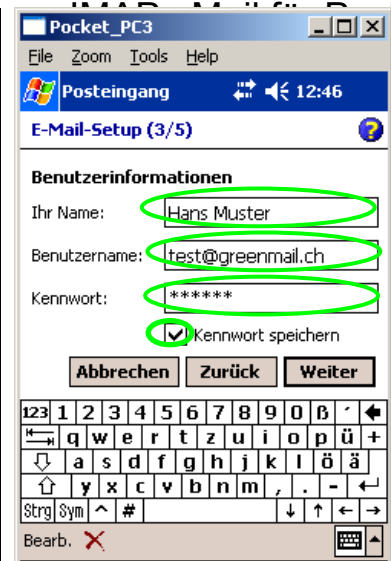 Pocket_PC3
File Zoom Tools Help
Posteingang 12:46
E-Mail-Setup (3/5)
Benutzerinformationen
Ihr Name: Hans Muster
Benutzername: test@greenmail.ch
Kennwort: ******
Kennwort speichern
Abbrechen Zurück Weiter
123 1 2 3 4 5 6 7 8 9 0 ß ´
q w e r t z u i o p ü +
a s d f g h j k l ö ä
y x c v b n m , . -
Strg Sym ^ # ↓ ↑ ← →
Bearb.